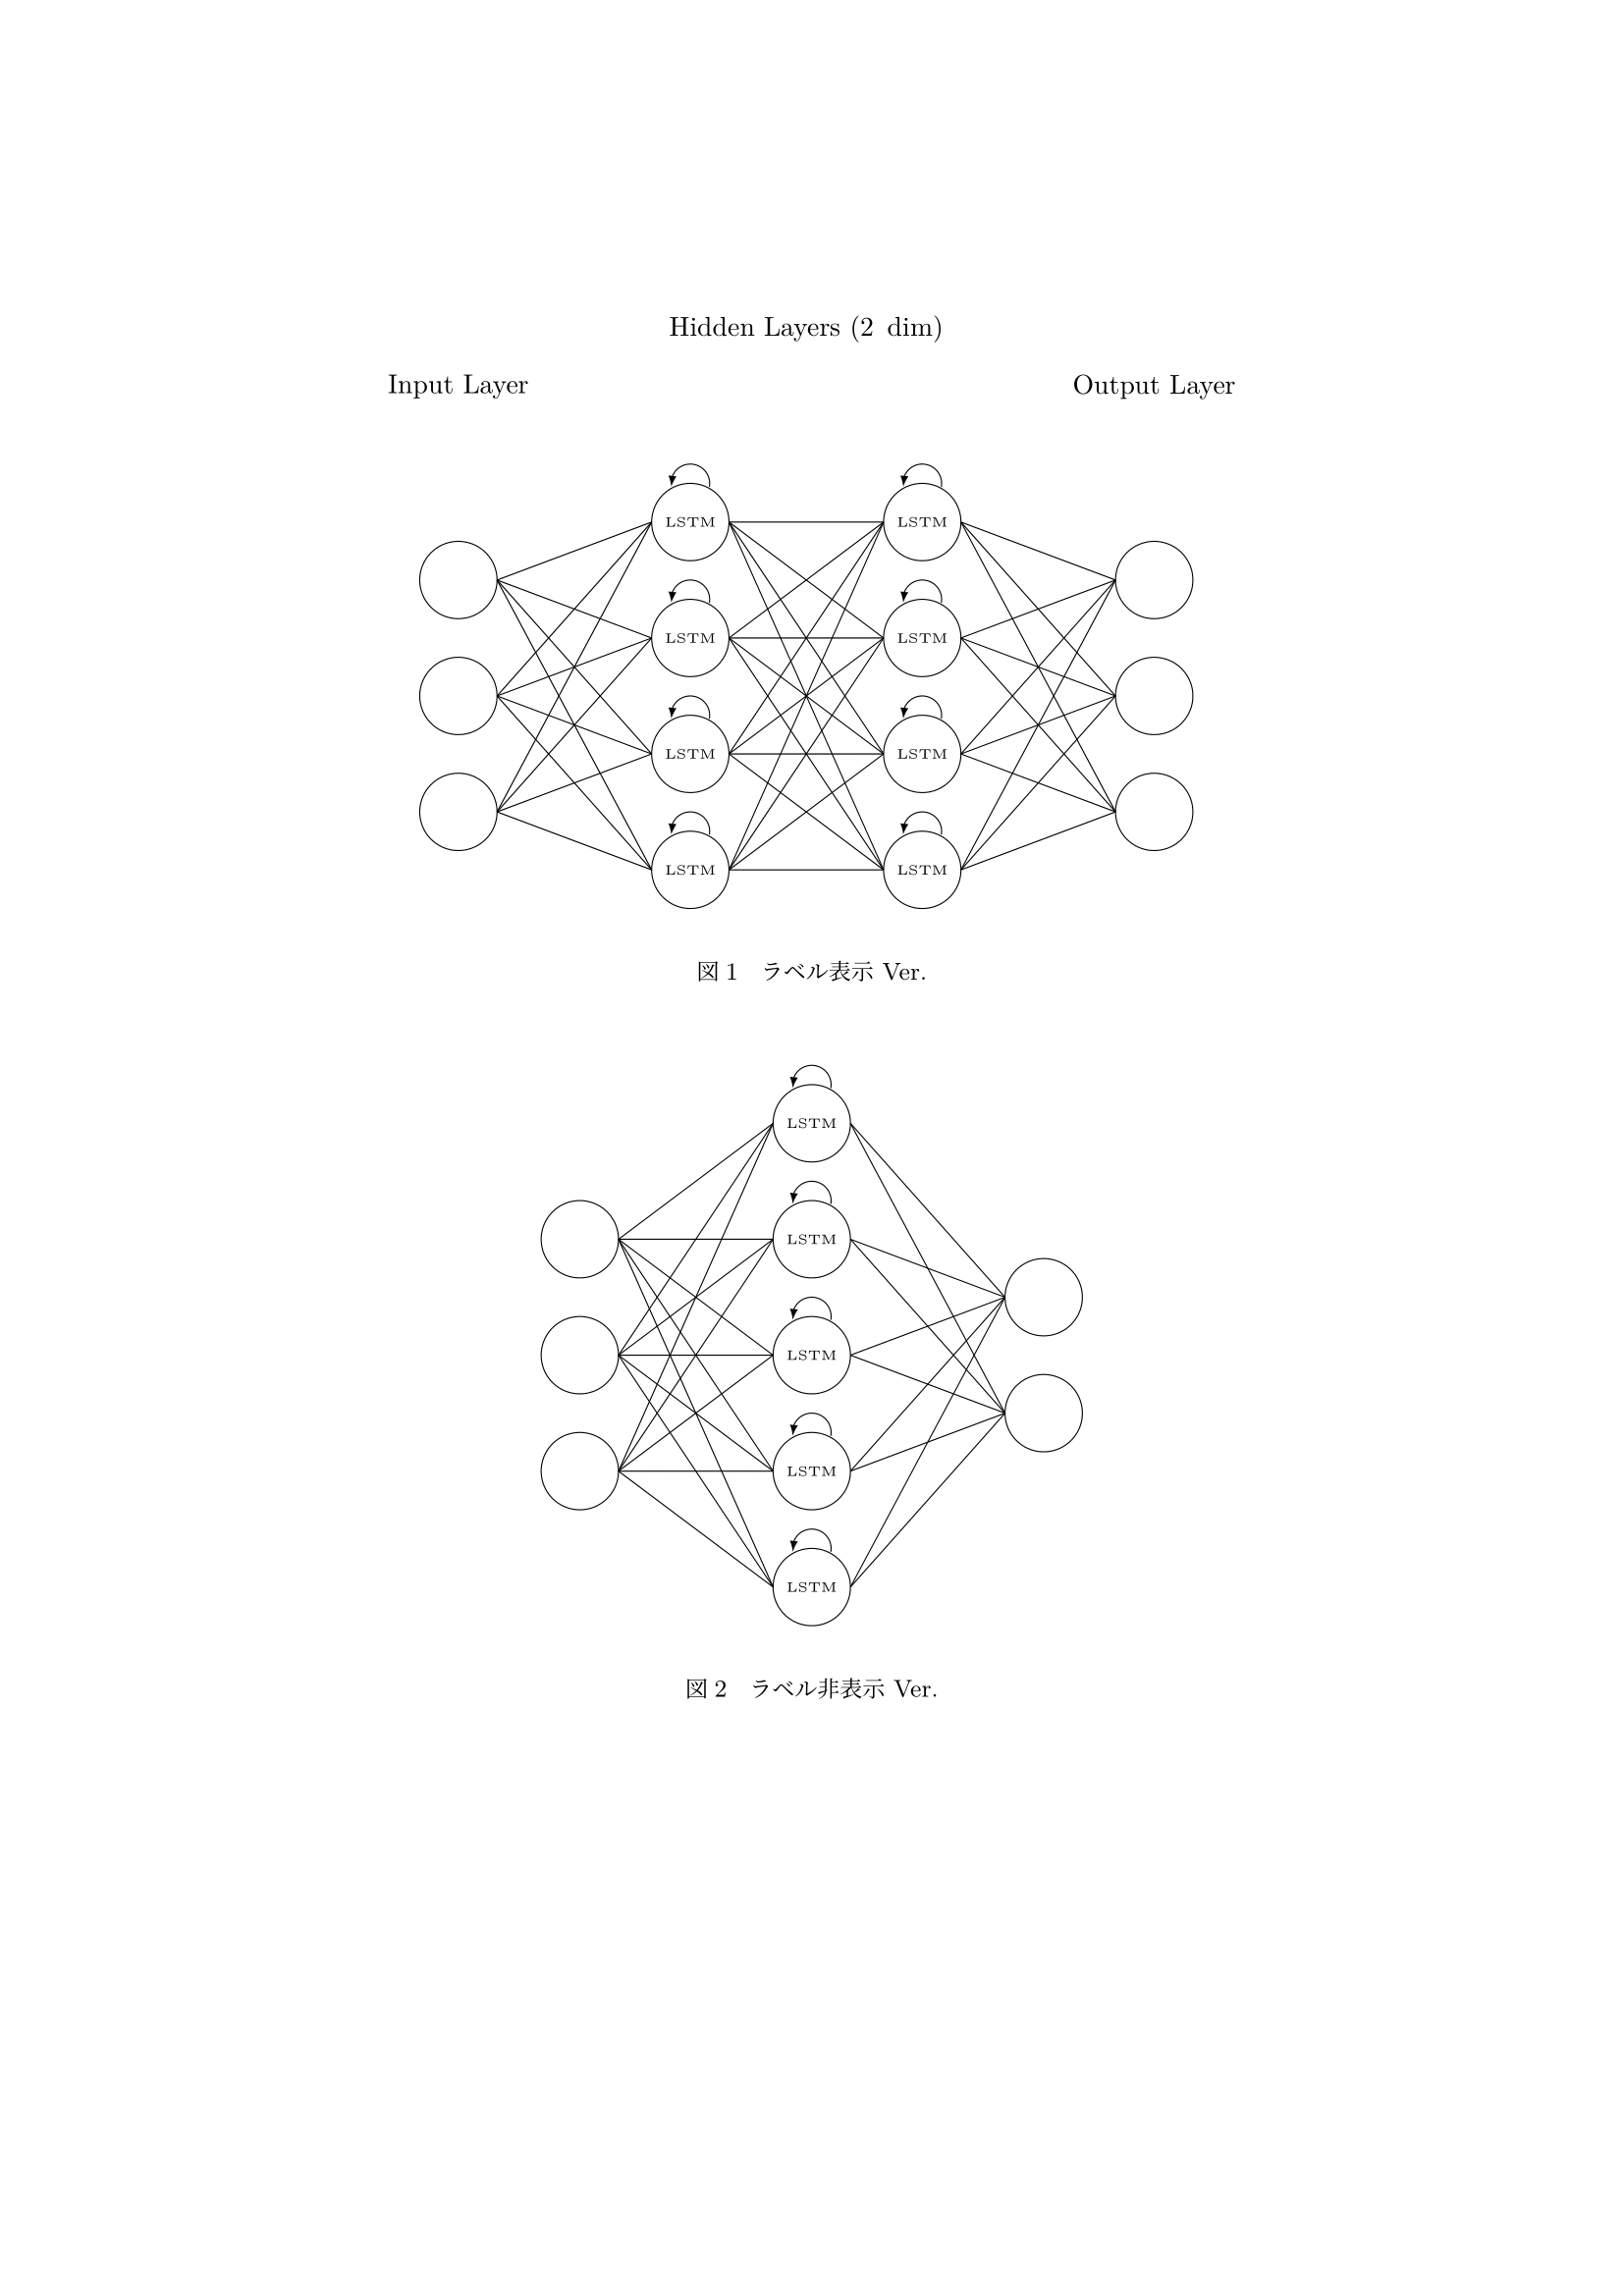 Hidden Layers (2 dim)
Input Layer
Output Layer
LSTM
LSTM
LSTM
LSTM
LSTM
LSTM
LSTM
LSTM
図 1　ラベル表示 Ver.
LSTM
LSTM
LSTM
LSTM
LSTM
図 2　ラベル非表示 Ver.